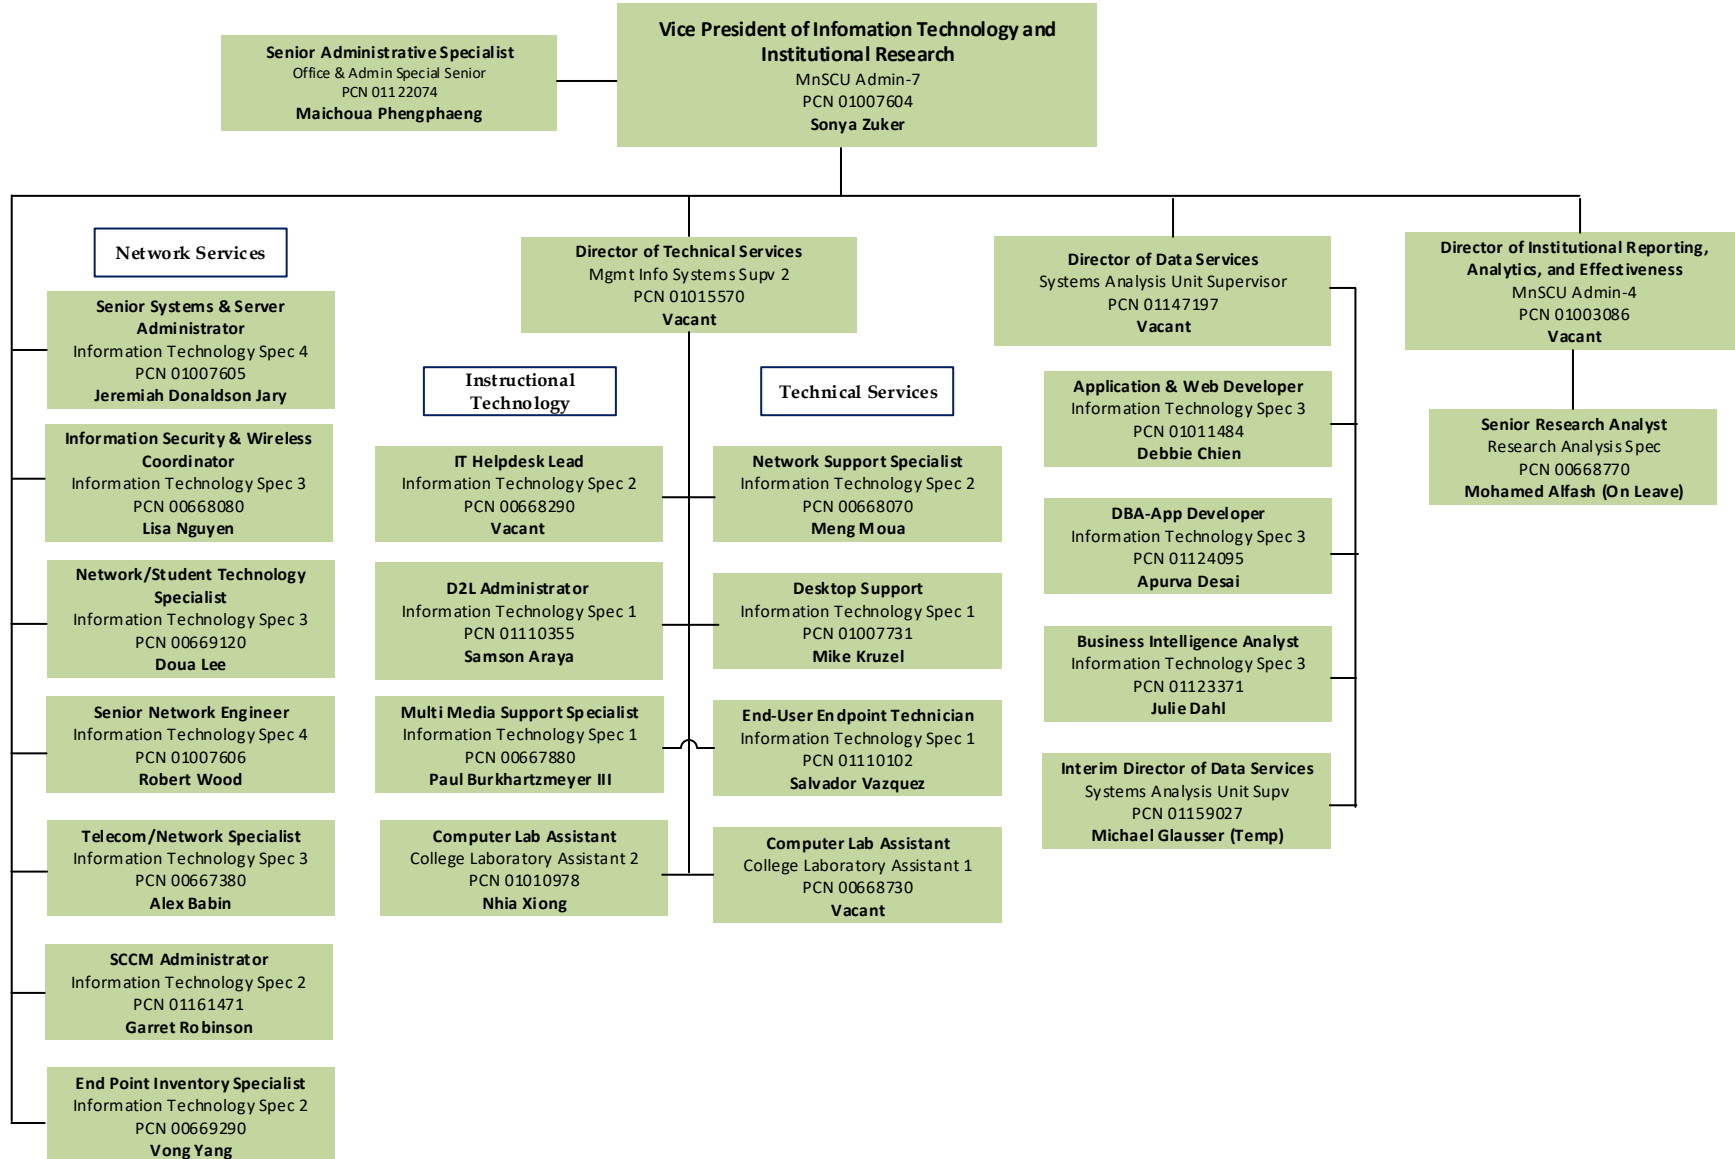 Vice President of Infomation Technology and
Institutional Research
MnSCU Admin-7
PCN 01007604
Sonya Zuker
Senior Administrative Specialist
Office & Admin Special Senior
PCN 01122074
Maichoua Phengphaeng
Network Services
Senior Systems & Server
Administrator
Information Technology Spec 4
PCN 01007605
Jeremiah Donaldson Jary
Information Security & Wireless
Coordinator
Information Technology Spec 3
PCN 00668080
Lisa Nguyen
Network/Student Technology
Specialist
Information Technology Spec 3
PCN 00669120
Doua Lee
Senior Network Engineer
Information Technology Spec 4
PCN 01007606
Robert Wood
Telecom/Network Specialist
Information Technology Spec 3
PCN 00667380
Alex Babin
SCCM Administrator
Information Technology Spec 2
PCN 01161471
Garret Robinson
End Point Inventory Specialist
Information Technology Spec 2
PCN 00669290
Vong Yang
Director of Technical Services
Mgmt Info Systems Supv 2
PCN 01015570
Vacant
Instructional
Technology
IT Helpdesk Lead
Information Technology Spec 2
PCN 00668290
Vacant
D2L Administrator
Information Technology Spec 1
PCN 01110355
Samson Araya
Multi Media Support Specialist
Information Technology Spec 1
PCN 00667880
Paul Burkhartzmeyer III
Computer Lab Assistant
College Laboratory Assistant 2
PCN 01010978
Nhia Xiong
Technical Services
Network Support Specialist
Information Technology Spec 2
PCN 00668070
Meng Moua
Desktop Support
Information Technology Spec 1
PCN 01007731
Mike Kruzel
End-User Endpoint Technician
Information Technology Spec 1
PCN 01110102
Salvador Vazquez
Computer Lab Assistant
College Laboratory Assistant 1
PCN 00668730
Vacant
Director of Data Services
Systems Analysis Unit Supervisor
PCN 01147197
Vacant
Application & Web Developer
Information Technology Spec 3
PCN 01011484
Debbie Chien
DBA-App Developer
Information Technology Spec 3
PCN 01124095
Apurva Desai
Business Intelligence Analyst
Information Technology Spec 3
PCN 01123371
Julie Dahl
Interim Director of Data Services
Systems Analysis Unit Supv
PCN 01159027
Michael Glausser (Temp)
Director of Institutional Reporting,
Analytics, and Effectiveness
MnSCU Admin-4
PCN 01003086
Vacant
Senior Research Analyst
Research Analysis Spec
PCN 00668770
Mohamed Alfash (On Leave)